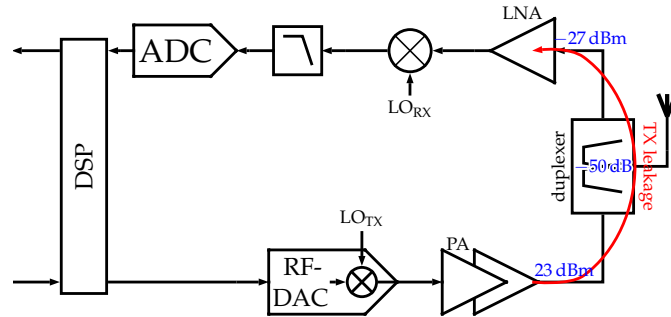 LNA
−27 dBm
ADC
LO_RX
DSP
duplexer
−50 dB
TX leakage
LO_TX
PA
RF-
DAC
23 dBm